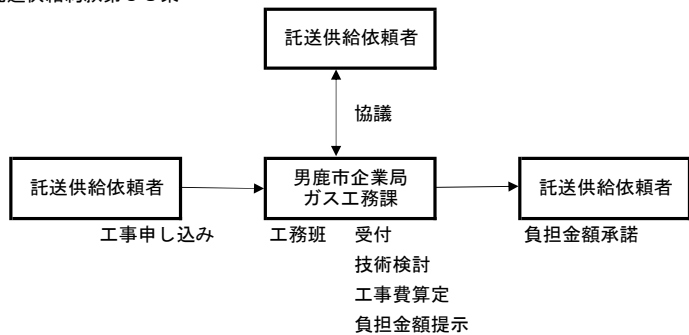 託送供給依頼者
協議
託送供給依頼者
男鹿市企業局
ガス工務課
託送供給依頼者
工事申し込み
工務班 受付
負担金額承諾
技術検討
工事費算定
負担金額提示